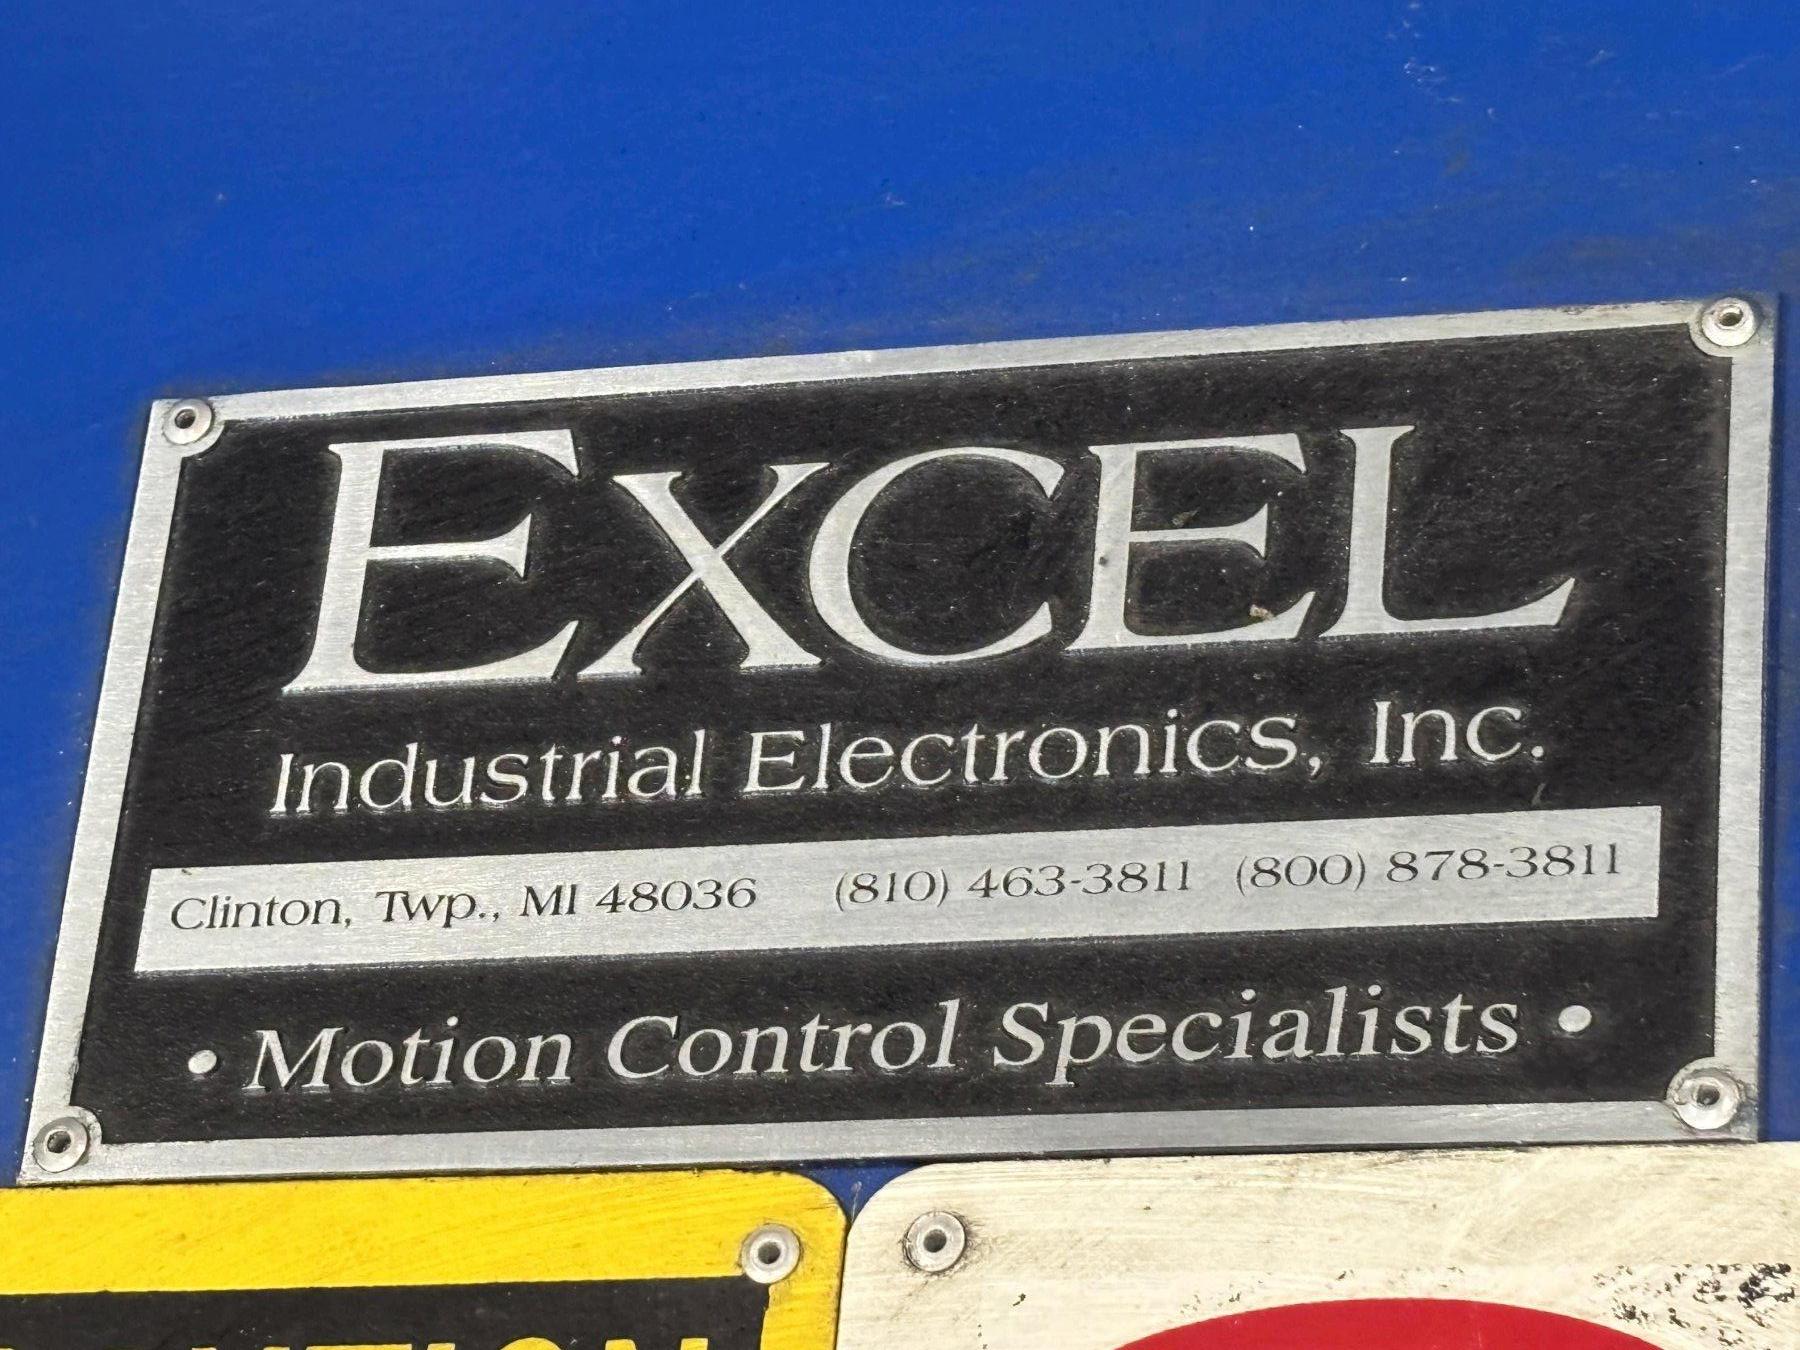 EXCEL
Industrial Electronics, Inc.
Clinton, Twp., MI 48036 (810) 463-3811 (800) 878-3811
• Motion Control Specialists •